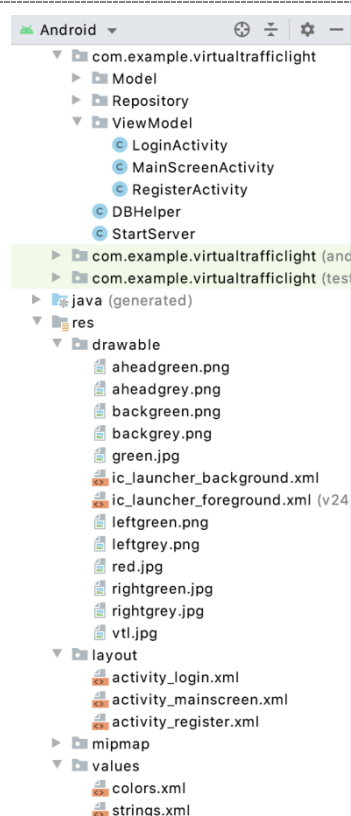 Android
com.example.virtualtrafficlight
Model
Repository
ViewModel
LoginActivity
MainScreenActivity
RegisterActivity
DBHelper
StartServer
com.example.virtualtrafficlight (and
com.example.virtualtrafficlight (test
java (generated)
res
drawable
aheadgreen.png
aheadgrey.png
backgreen.png
backgrey.png
green.jpg
ic_launcher_background.xml
ic_launcher_foreground.xml (v24
leftgreen.png
leftgrey.png
red.jpg
rightgreen.jpg
rightgrey.jpg
vtl.jpg
layout
activity_login.xml
activity_mainscreen.xml
activity_register.xml
mipmap
values
colors.xml
strings.xml